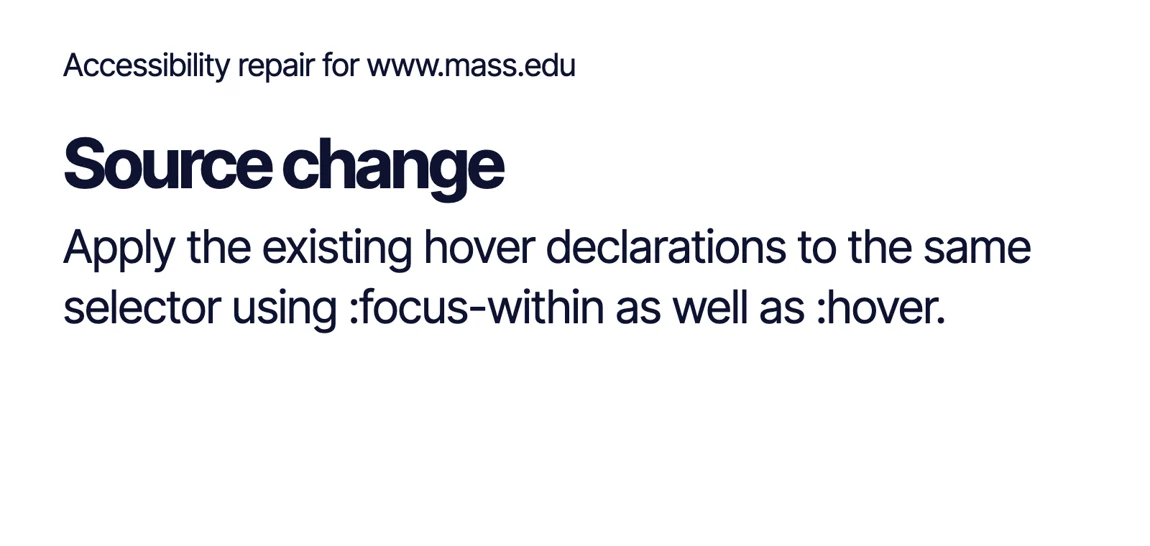 Accessibility repair for www.mass.edu
Source change
Apply the existing hover declarations to the same
selector using :focus-within as well as :hover.